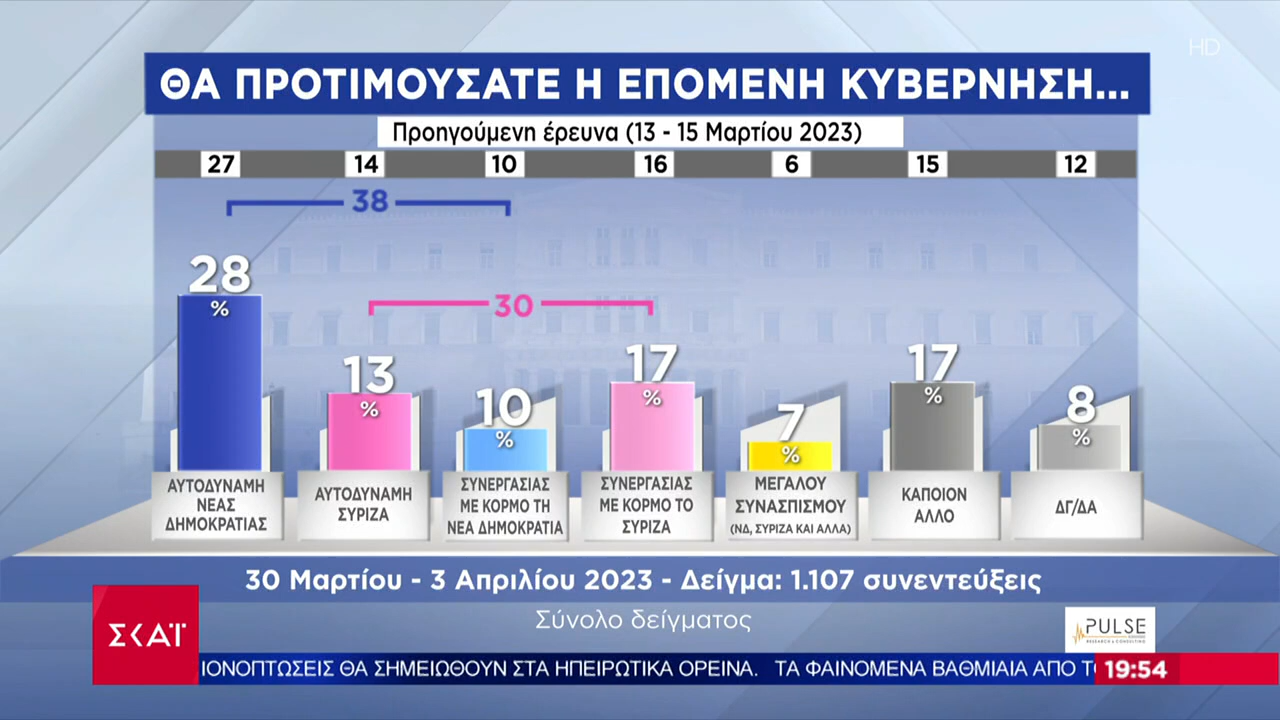 HD
ΘΑ ΠΡΟΤΙΜΟΥΣΑΤΕ Η ΕΠΟΜΕΝΗ ΚΥΒΕΡΝΗΣΗ...
Προηγούμενη έρευνα (13 - 15 Μαρτίου 2023)
27 14 10 16 6 15 12
38
30
28 %
13 %
10 %
17 %
7 %
17 %
8 %
ΑΥΤΟΔΥΝΑΜΗ
ΝΕΑΣ
ΔΗΜΟΚΡΑΤΙΑΣ
ΑΥΤΟΔΥΝΑΜΗ
ΣΥΡΙΖΑ
ΣΥΝΕΡΓΑΣΙΑΣ
ΜΕ ΚΟΡΜΟ ΤΗ
ΝΕΑ ΔΗΜΟΚΡΑΤΙΑ
ΣΥΝΕΡΓΑΣΙΑΣ
ΜΕ ΚΟΡΜΟ ΤΟ
ΣΥΡΙΖΑ
ΜΕΓΑΛΟΥ
ΣΥΝΑΣΠΙΣΜΟΥ
(ΝΔ, ΣΥΡΙΖΑ ΚΑΙ ΑΛΛΑ)
ΚΑΠΟΙΟΝ
ΑΛΛΟ
ΔΓ/ΔΑ
30 Μαρτίου - 3 Απριλίου 2023 - Δείγμα: 1.107 συνεντεύξεις
Σύνολο δείγματος
ΣΚΑΪ
PULSE
RESEARCH & CONSULTING
ΙΟΝΟΠΤΩΣΕΙΣ ΘΑ ΣΗΜΕΙΩΘΟΥΝ ΣΤΑ ΗΠΕΙΡΩΤΙΚΑ ΟΡΕΙΝΑ. ΤΑ ΦΑΙΝΟΜΕΝΑ ΒΑΘΜΙΑΙΑ ΑΠΟ
19:54